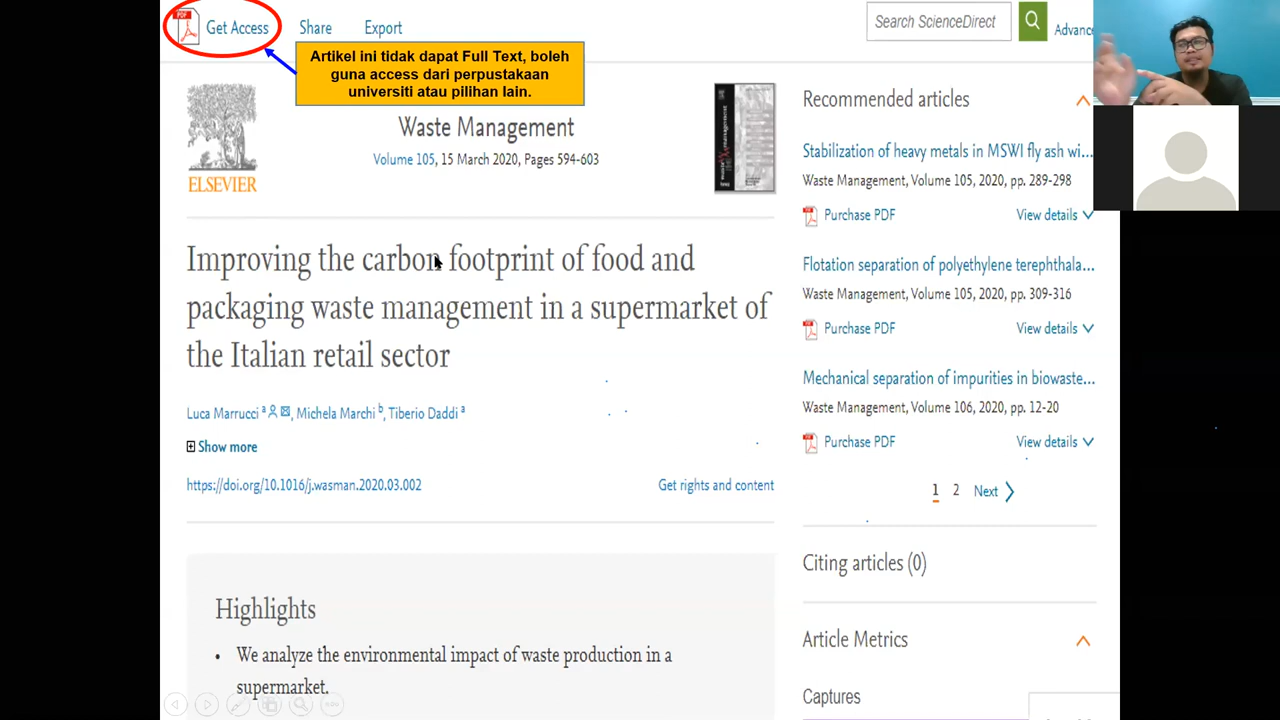 Get Access
Share
Export
Search ScienceDirect
Advanc
Artikel ini tidak dapat Full Text, boleh
guna access dari perpustakaan
universiti atau pilihan lain.
ELSEVIER
Waste Management
Volume 105, 15 March 2020, Pages 594-603
Improving the carbon footprint of food and
packaging waste management in a supermarket of
the Italian retail sector
Luca Marrucci a, Michela Marchi b, Tiberio Daddi a
Show more
https://doi.org/10.1016/j.wasman.2020.03.002
Get rights and content
Highlights
• We analyze the environmental impact of waste production in a
supermarket.
Recommended articles
Stabilization of heavy metals in MSWI fly ash wi...
Waste Management, Volume 105, 2020, pp. 289-298
Purchase PDF
View details
Flotation separation of polyethylene terephthala...
Waste Management, Volume 105, 2020, pp. 309-316
Purchase PDF
View details
Mechanical separation of impurities in biowaste...
Waste Management, Volume 106, 2020, pp. 12-20
Purchase PDF
View details
1 2 Next
Citing articles (0)
Article Metrics
Captures